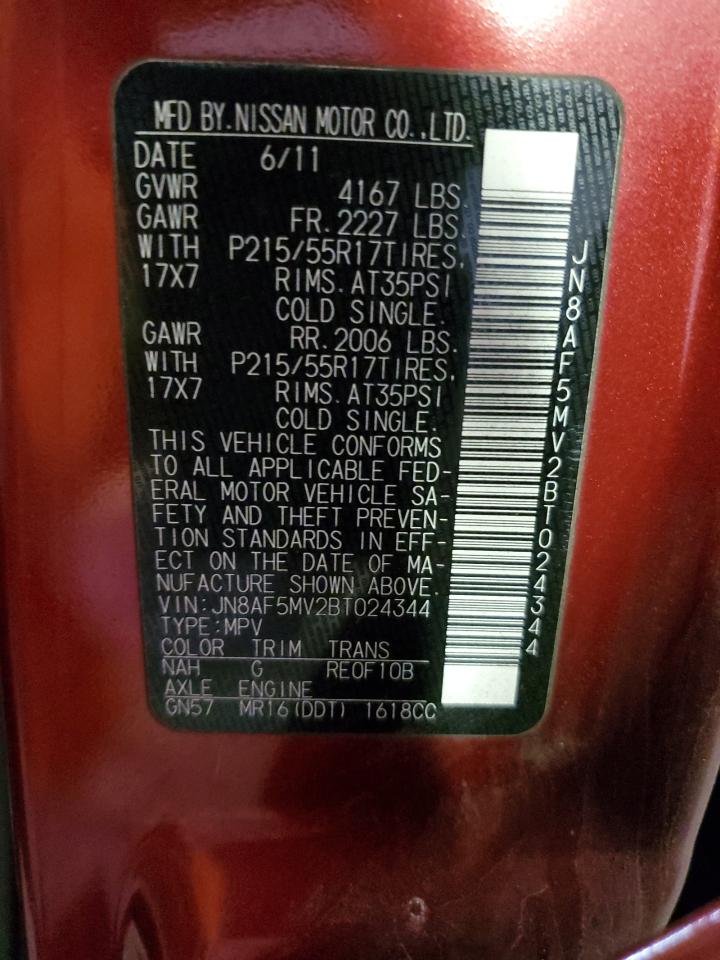 MFD BY.NISSAN MOTOR CO.,LTD.
DATE 6/11
GVWR 4167 LBS.
GAWR FR.2227 LBS.
WITH P215/55R17TIRES,
17X7 RIMS.AT35PSI
COLD SINGLE.
GAWR RR.2006 LBS.
WITH P215/55R17TIRES,
17X7 RIMS.AT35PSI
COLD SINGLE.
THIS VEHICLE CONFORMS
TO ALL APPLICABLE FED-
ERAL MOTOR VEHICLE SA-
FETY AND THEFT PREVEN-
TION STANDARDS IN EFF-
ECT ON THE DATE OF MA-
NUFACTURE SHOWN ABOVE.
VIN:JN8AF5MV2BT024344
TYPE:MPV
COLOR TRIM TRANS
NAH G RE0F10B
AXLE ENGINE
GN57 MR16(DDT) 1618CC
JN8AF5MV2BT024344